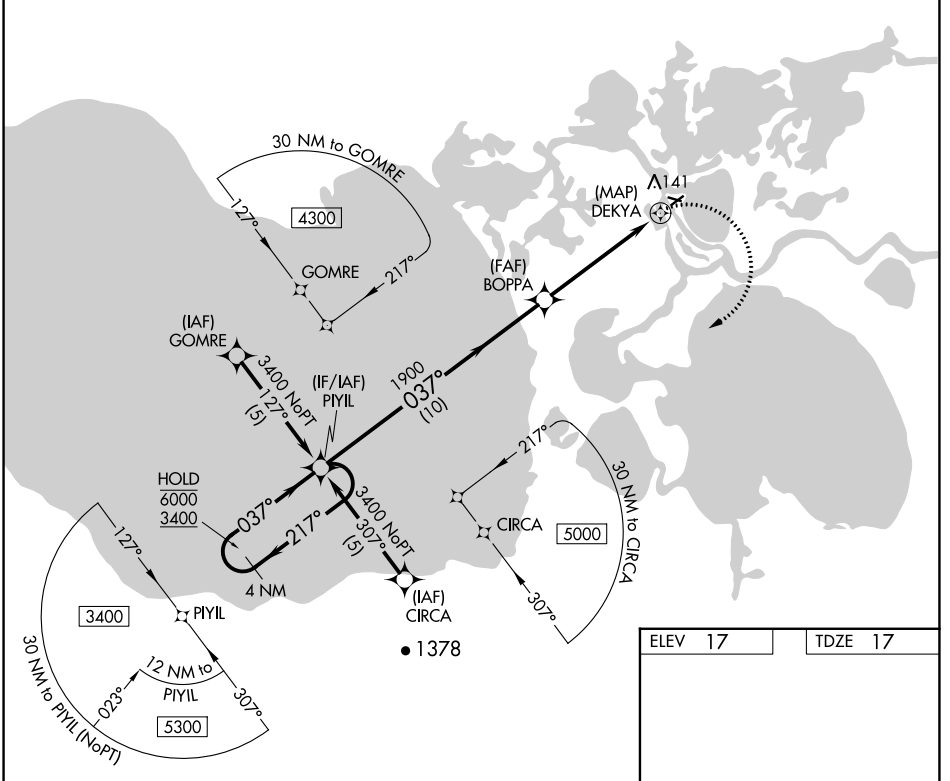 30 NM to GOMRE
4300
127°
217°
GOMRE
141
(MAP)
DEKYA
(FAF)
BOPPA
(IAF)
GOMRE
3400 NoPT
127°
(5)
(IF/IAF)
PIYIL
1900
037°
(10)
HOLD
6000
3400
037°
217°
4 NM
3400 NoPT
307°
(5)
(IAF)
CIRCA
1378
217°
30 NM to CIRCA
CIRCA
5000
307°
127°
3400
PIYIL
12 NM to
PIYIL
023°
307°
5300
30 NM to PIYIL (NoPT)
ELEV 17
TDZE 17